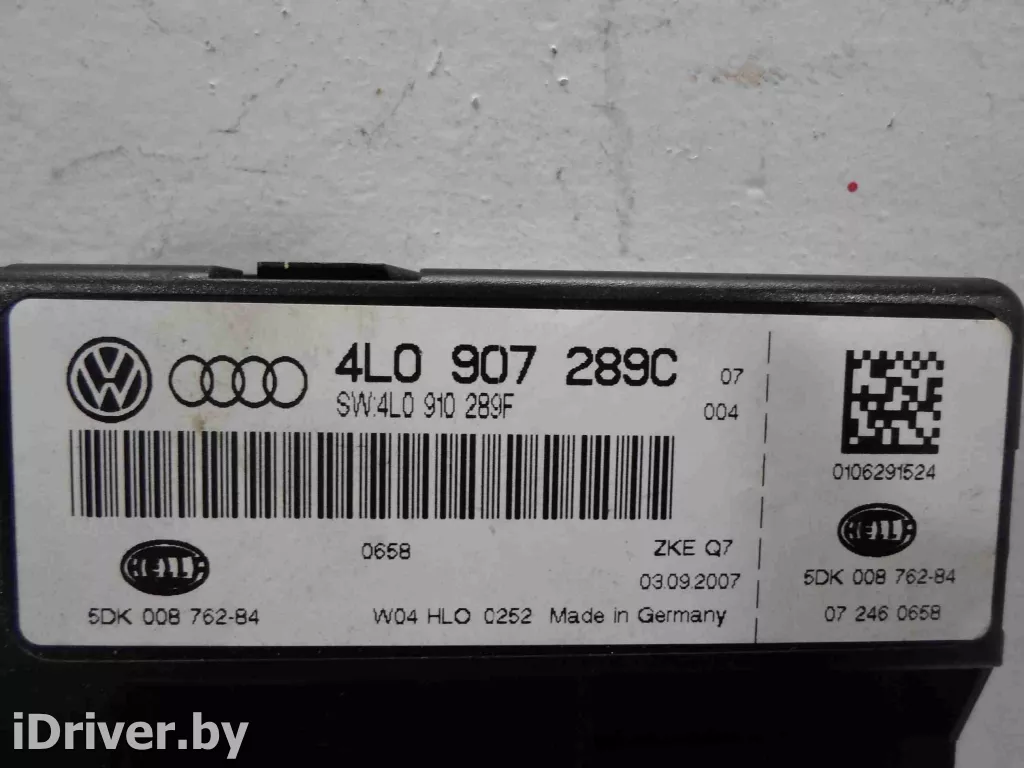 4L0 907 289C 07
SW:4L0 910 289F 004
0658 ZKE Q7
03.09.2007
HELLA
5DK 008 762-84 W04 HLO 0252 Made in Germany
0106291524
HELLA
5DK 008 762-84
07 246 0658
iDriver.by